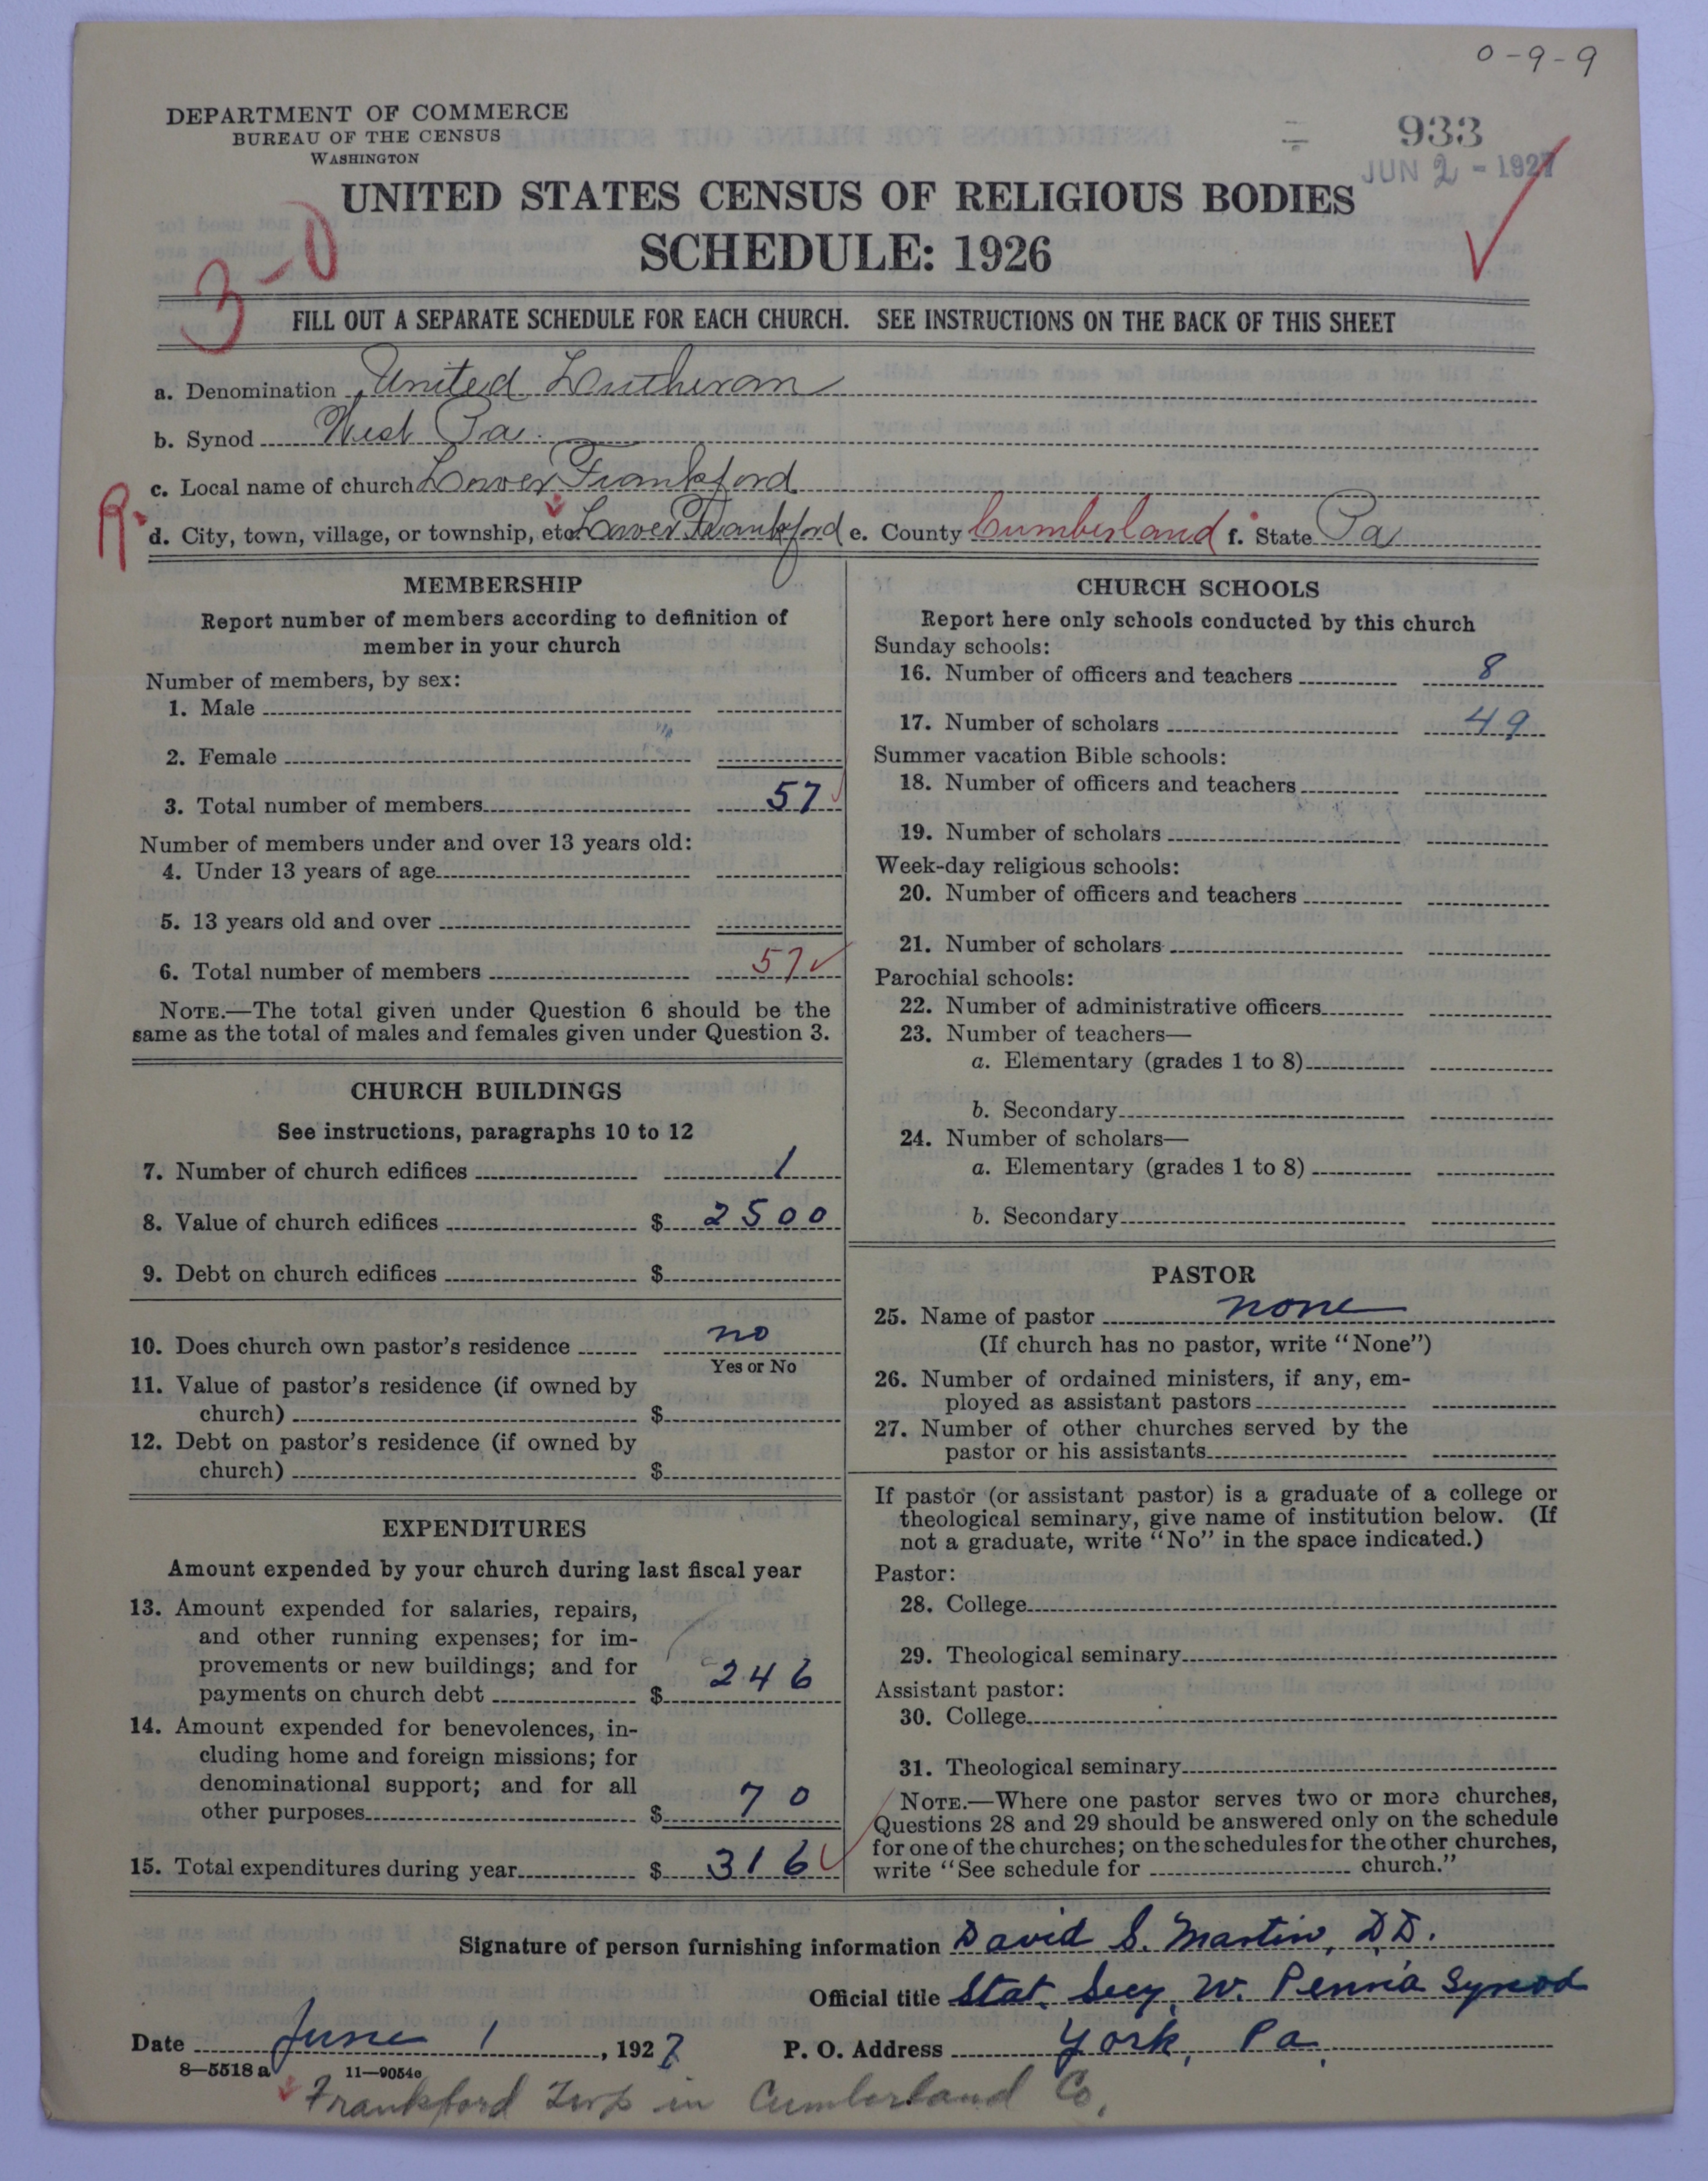 0-9-9
DEPARTMENT OF COMMERCE
BUREAU OF THE CENSUS
WASHINGTON
933
JUN 2 - 1927
UNITED STATES CENSUS OF RELIGIOUS BODIES
SCHEDULE: 1926
3-0
FILL OUT A SEPARATE SCHEDULE FOR EACH CHURCH. SEE INSTRUCTIONS ON THE BACK OF THIS SHEET
a. Denomination United Lutheran
b. Synod West Pa.
c. Local name of church Lower Frankford
R. d. City, town, village, or township, etc. Lower Frankford e. County Cumberland f. State Pa
MEMBERSHIP
Report number of members according to definition of
member in your church
Number of members, by sex:
1. Male
2. Female
3. Total number of members 57
Number of members under and over 13 years old:
4. Under 13 years of age
5. 13 years old and over
6. Total number of members 57
NOTE.—The total given under Question 6 should be the
same as the total of males and females given under Question 3.
CHURCH BUILDINGS
See instructions, paragraphs 10 to 12
7. Number of church edifices 1
8. Value of church edifices $ 2500
9. Debt on church edifices $
10. Does church own pastor's residence no
Yes or No
11. Value of pastor's residence (if owned by
church) $
12. Debt on pastor's residence (if owned by
church) $
EXPENDITURES
Amount expended by your church during last fiscal year
13. Amount expended for salaries, repairs,
and other running expenses; for im-
provements or new buildings; and for
payments on church debt $ 246
14. Amount expended for benevolences, in-
cluding home and foreign missions; for
denominational support; and for all
other purposes $ 70
15. Total expenditures during year $ 316
CHURCH SCHOOLS
Report here only schools conducted by this church
Sunday schools:
16. Number of officers and teachers 8
17. Number of scholars 49
Summer vacation Bible schools:
18. Number of officers and teachers
19. Number of scholars
Week-day religious schools:
20. Number of officers and teachers
21. Number of scholars
Parochial schools:
22. Number of administrative officers
23. Number of teachers—
a. Elementary (grades 1 to 8)
b. Secondary
24. Number of scholars—
a. Elementary (grades 1 to 8)
b. Secondary
PASTOR
25. Name of pastor none
(If church has no pastor, write "None")
26. Number of ordained ministers, if any, em-
ployed as assistant pastors
27. Number of other churches served by the
pastor or his assistants
If pastor (or assistant pastor) is a graduate of a college or
theological seminary, give name of institution below. (If
not a graduate, write "No" in the space indicated.)
Pastor:
28. College
29. Theological seminary
Assistant pastor:
30. College
31. Theological seminary
NOTE.—Where one pastor serves two or more churches,
Questions 28 and 29 should be answered only on the schedule
for one of the churches; on the schedules for the other churches,
write "See schedule for church."
Signature of person furnishing information David S. Martin, D.D.
Official title Stat. Secy. W. Penna Synod
Date June 1, 1927 P. O. Address York, Pa.
8—5518 a 11—9054c
Frankford Twp in Cumberland Co.